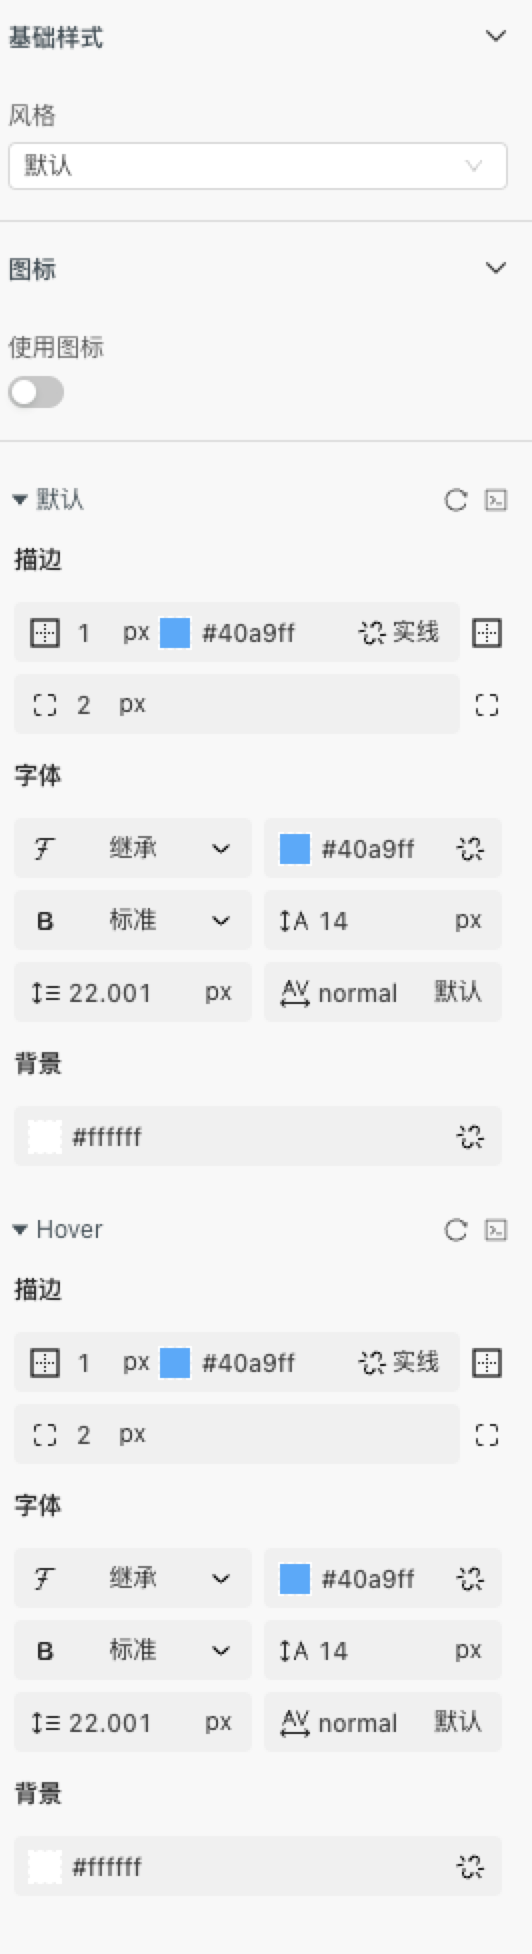 基础样式
风格
默认
图标
使用图标
默认
描边
1 px #40a9ff 实线
2 px
字体
继承 #40a9ff
B 标准 A 14 px
22.001 px AV normal 默认
背景
#ffffff
Hover
描边
1 px #40a9ff 实线
2 px
字体
继承 #40a9ff
B 标准 A 14 px
22.001 px AV normal 默认
背景
#ffffff